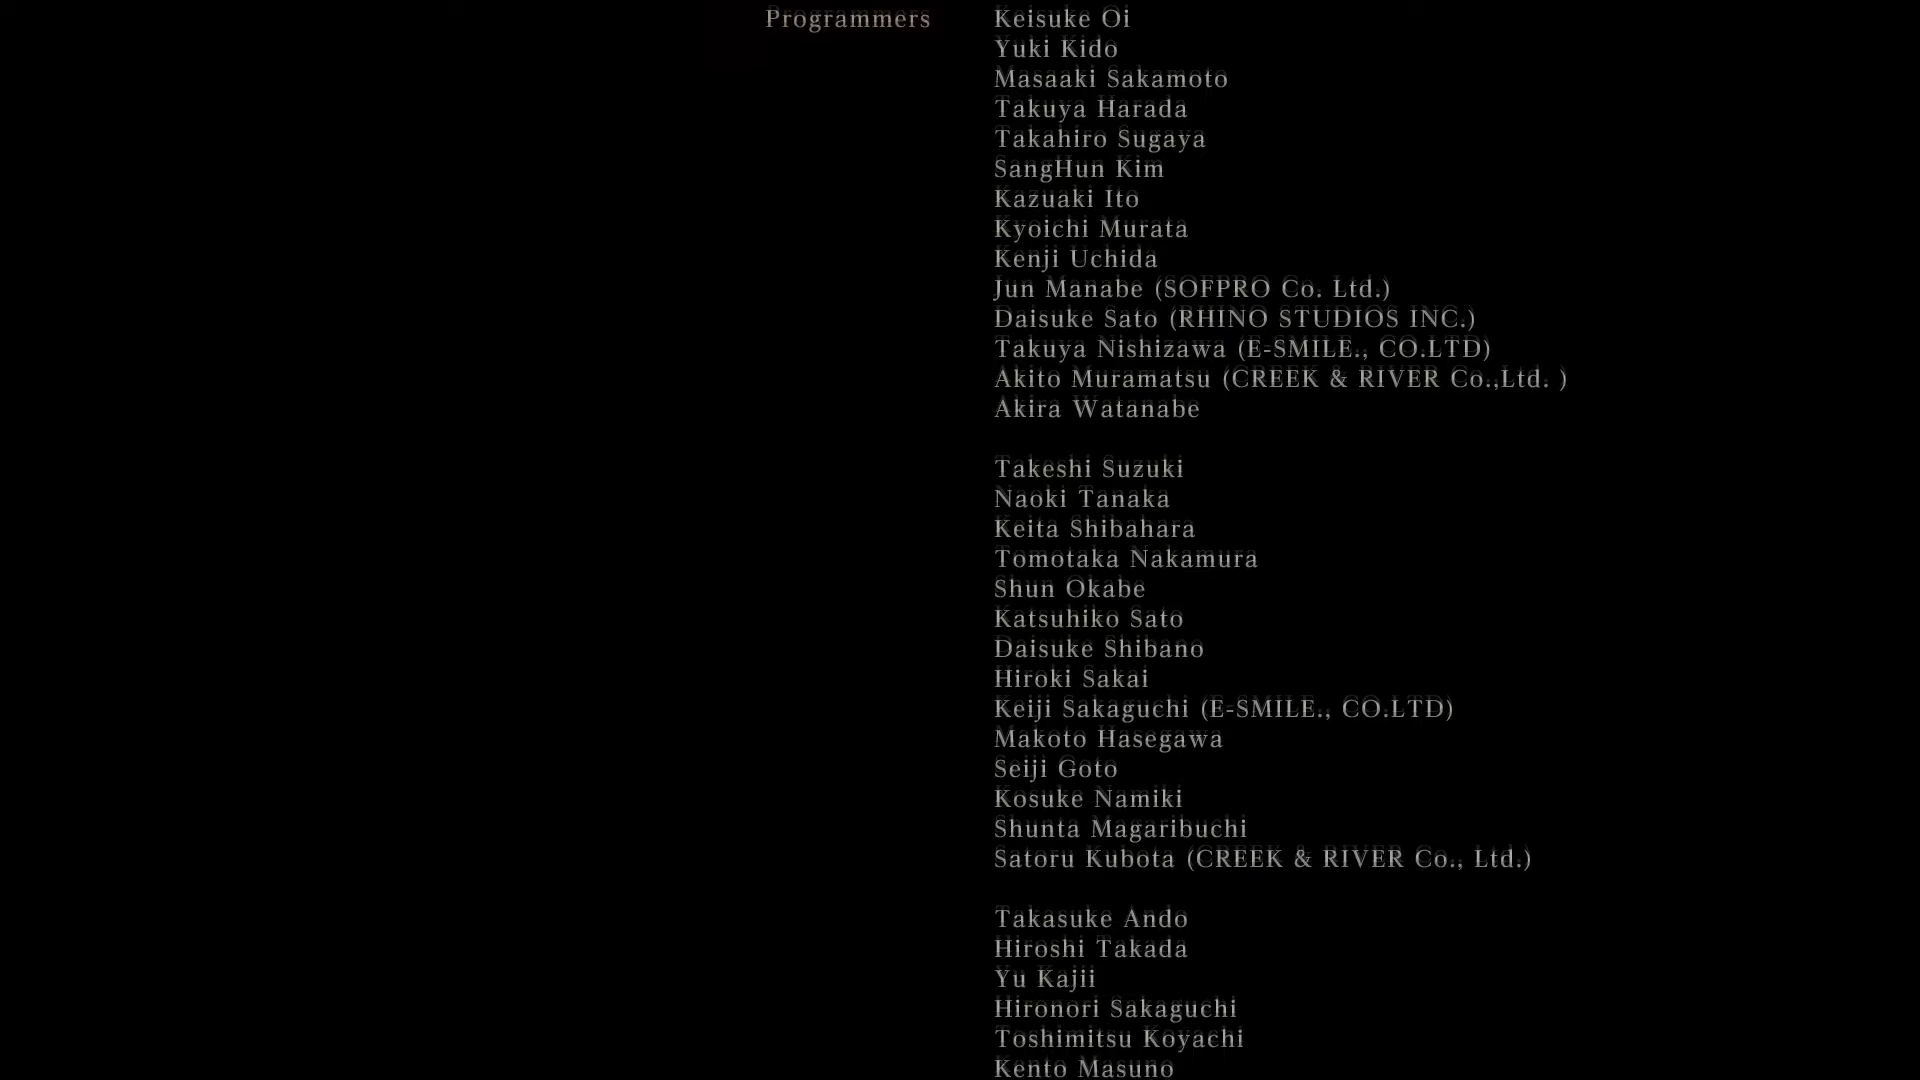 Programmers Keisuke Oi
Yuki Kido
Masaaki Sakamoto
Takuya Harada
Takahiro Sugaya
SangHun Kim
Kazuaki Ito
Kyoichi Murata
Kenji Uchida
Jun Manabe (SOFPRO Co. Ltd.)
Daisuke Sato (RHINO STUDIOS INC.)
Takuya Nishizawa (E-SMILE., CO.LTD)
Akito Muramatsu (CREEK & RIVER Co.,Ltd. )
Akira Watanabe
Takeshi Suzuki
Naoki Tanaka
Keita Shibahara
Tomotaka Nakamura
Shun Okabe
Katsuhiko Sato
Daisuke Shibano
Hiroki Sakai
Keiji Sakaguchi (E-SMILE., CO.LTD)
Makoto Hasegawa
Seiji Goto
Kosuke Namiki
Shunta Magaribuchi
Satoru Kubota (CREEK & RIVER Co., Ltd.)
Takasuke Ando
Hiroshi Takada
Yu Kajii
Hironori Sakaguchi
Toshimitsu Koyachi
Kento Masuno